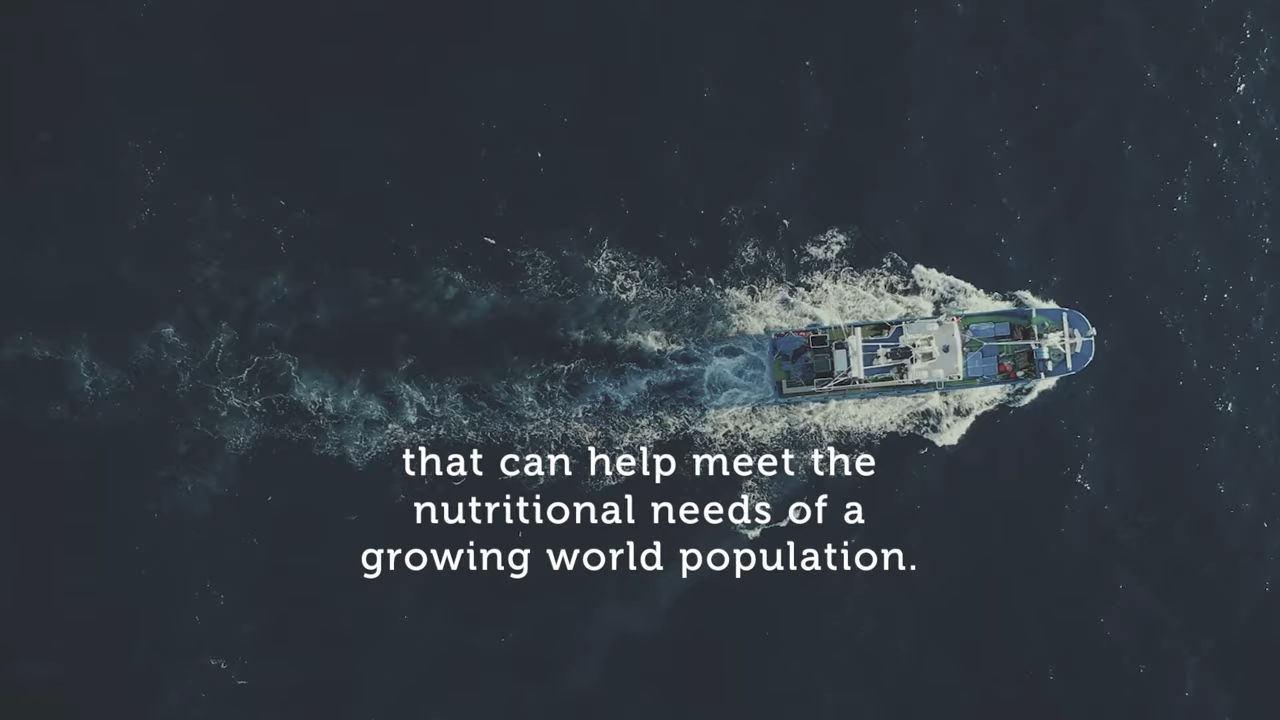 that can help meet the
nutritional needs of a
growing world population.